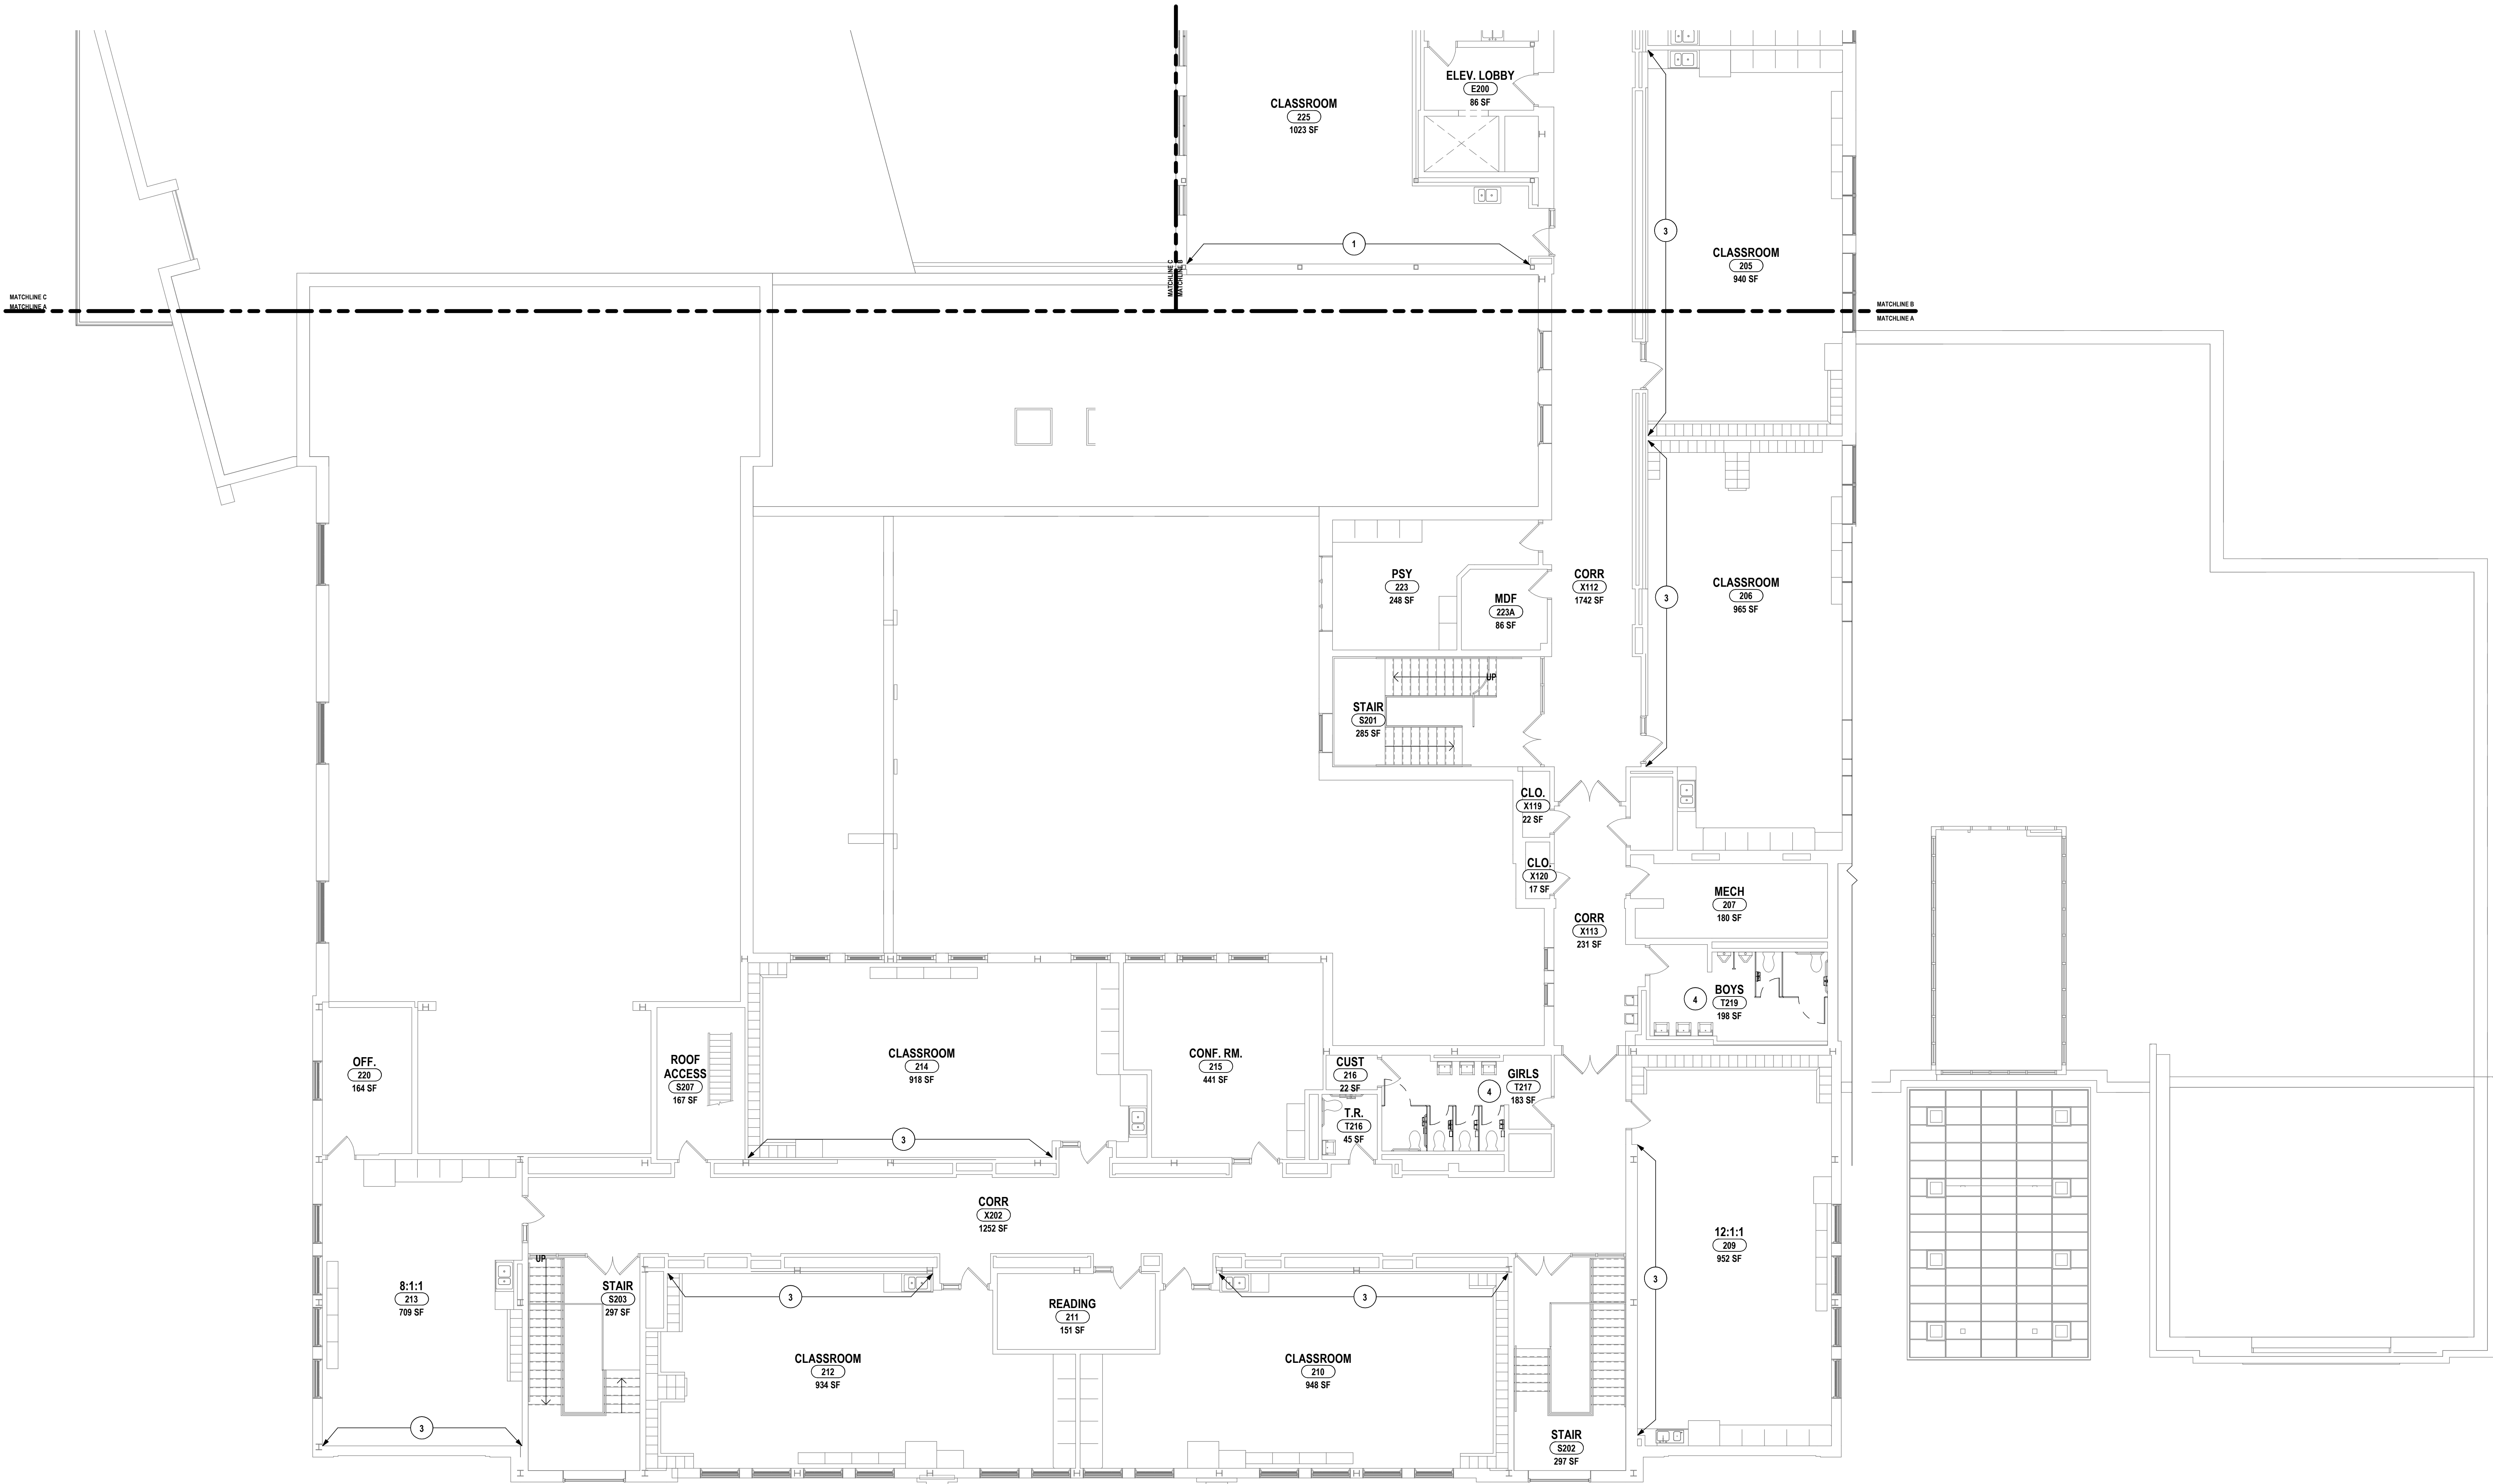 ELEV. LOBBY
E200
86 SF
CLASSROOM
225
1023 SF
3
1
CLASSROOM
205
940 SF
MATCHLINE C
MATCHLINE B
MATCHLINE C
MATCHLINE A
MATCHLINE B
MATCHLINE A
PSY
223
248 SF
MDF
223A
86 SF
CORR
X112
1742 SF
CLASSROOM
206
965 SF
3
UP
STAIR
S201
285 SF
CLO.
X119
22 SF
CLO.
X120
17 SF
MECH
207
180 SF
CORR
X113
231 SF
BOYS
T219
198 SF
4
OFF.
220
164 SF
ROOF
ACCESS
S207
167 SF
CLASSROOM
214
918 SF
CONF. RM.
215
441 SF
CUST
216
22 SF
GIRLS
T217
183 SF
4
T.R.
T216
45 SF
3
CORR
X202
1252 SF
12:1:1
209
952 SF
3
UP
8:1:1
213
709 SF
STAIR
S203
297 SF
3
READING
211
151 SF
3
CLASSROOM
212
934 SF
CLASSROOM
210
948 SF
3
STAIR
S202
297 SF